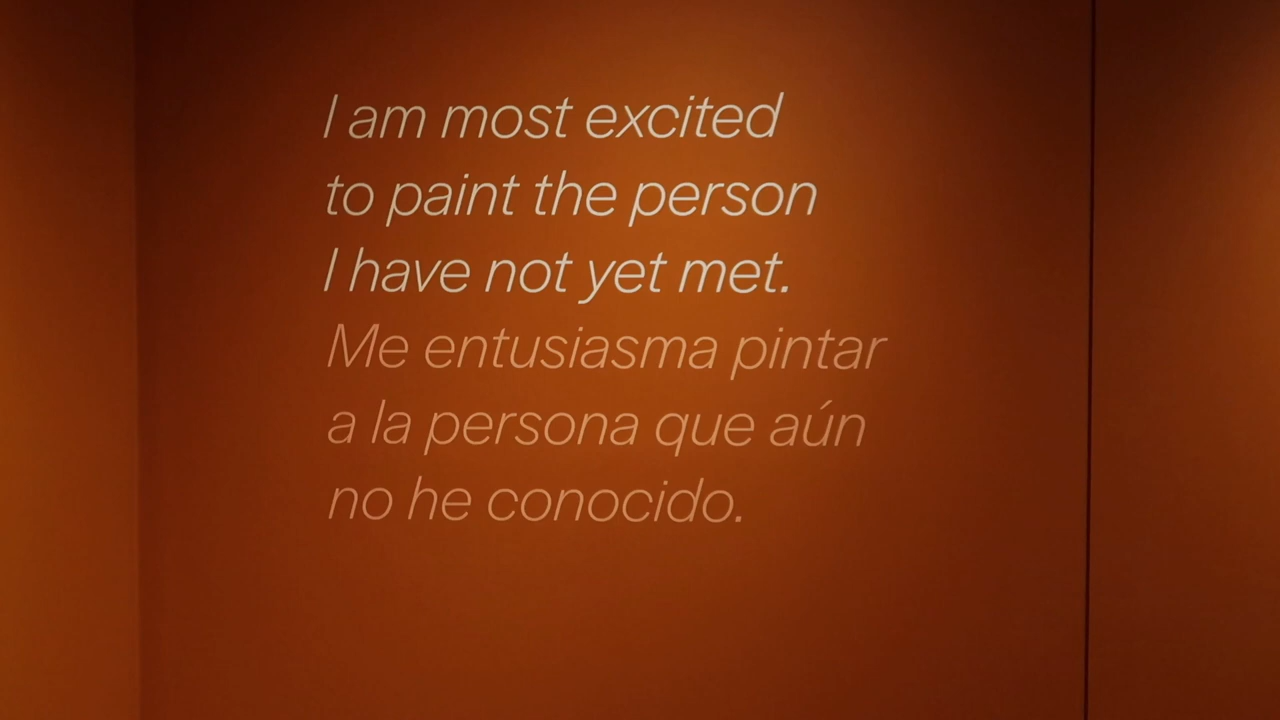 I am most excited
to paint the person
I have not yet met.
Me entusiasma pintar
a la persona que aún
no he conocido.